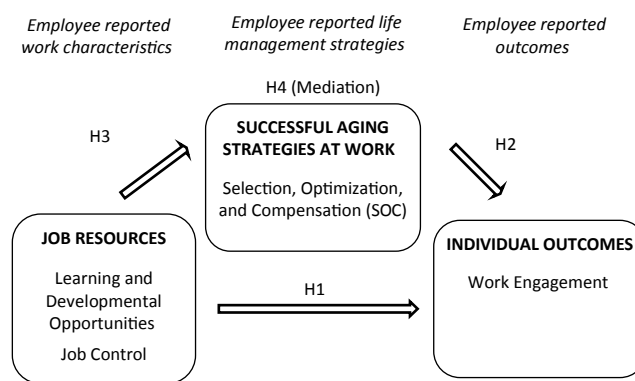 Employee reported work characteristics
Employee reported life management strategies
Employee reported outcomes
H4 (Mediation)
H3
SUCCESSFUL AGING
STRATEGIES AT WORK
Selection, Optimization,
and Compensation (SOC)
H2
JOB RESOURCES
Learning and
Developmental
Opportunities
Job Control
H1
INDIVIDUAL OUTCOMES
Work Engagement